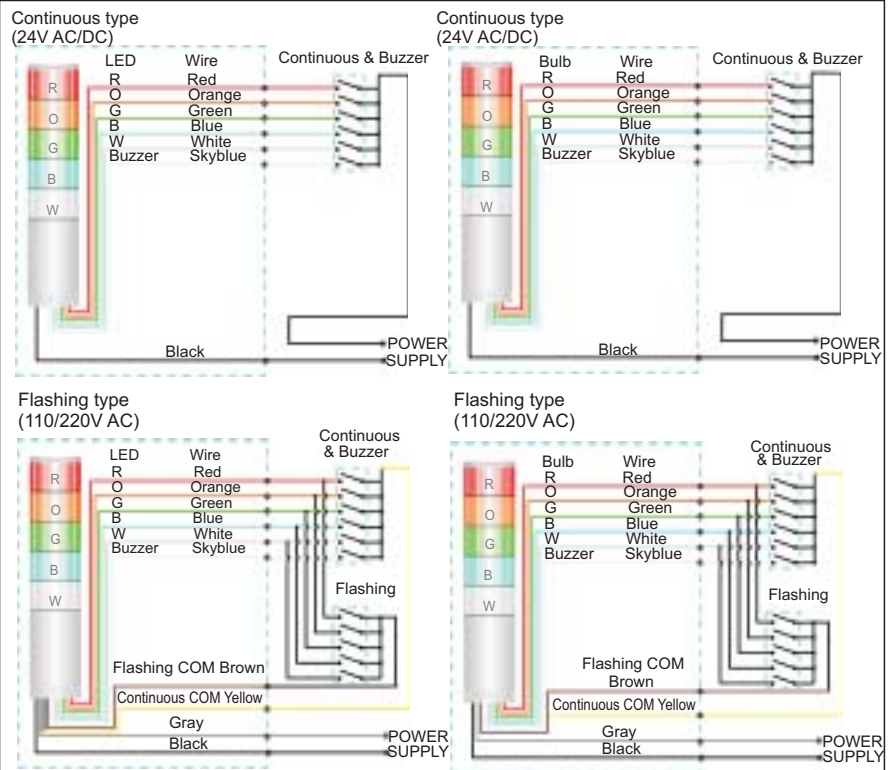 Continuous type
(24V AC/DC)
LED Wire Continuous & Buzzer
R Red
O Orange
G Green
B Blue
W White
Buzzer Skyblue
R
O
G
B
W
Black
POWER
SUPPLY
Continuous type
(24V AC/DC)
Bulb Wire Continuous & Buzzer
R Red
O Orange
G Green
B Blue
W White
Buzzer Skyblue
R
O
G
B
W
Black
POWER
SUPPLY
Flashing type
(110/220V AC)
Continuous
& Buzzer
LED Wire
R Red
O Orange
G Green
B Blue
W White
Buzzer Skyblue
R
O
G
B
W
Flashing
Flashing COM Brown
Continuous COM Yellow
Gray
Black
POWER
SUPPLY
Flashing type
(110/220V AC)
Continuous
& Buzzer
Bulb Wire
R Red
O Orange
G Green
B Blue
W White
Buzzer Skyblue
R
O
G
B
W
Flashing
Flashing COM
Brown
Continuous COM Yellow
Gray
Black
POWER
SUPPLY